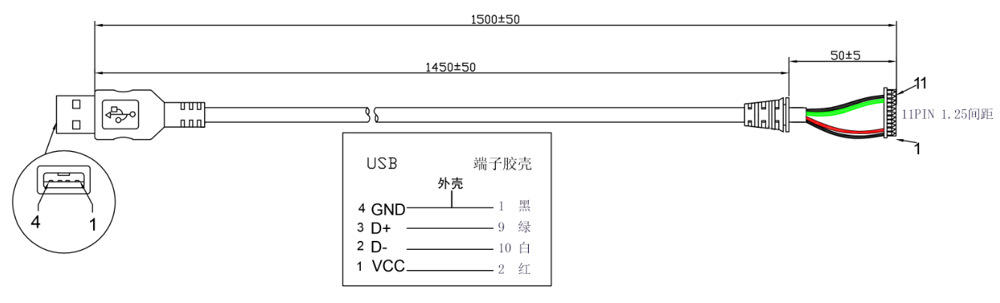 1500±50
50±5
1450±50
11
11PIN 1.25间距
1
USB 端子胶壳
外壳
4 GND 1 黑
3 D+ 9 绿
2 D- 10 白
1 VCC 2 红
4 1